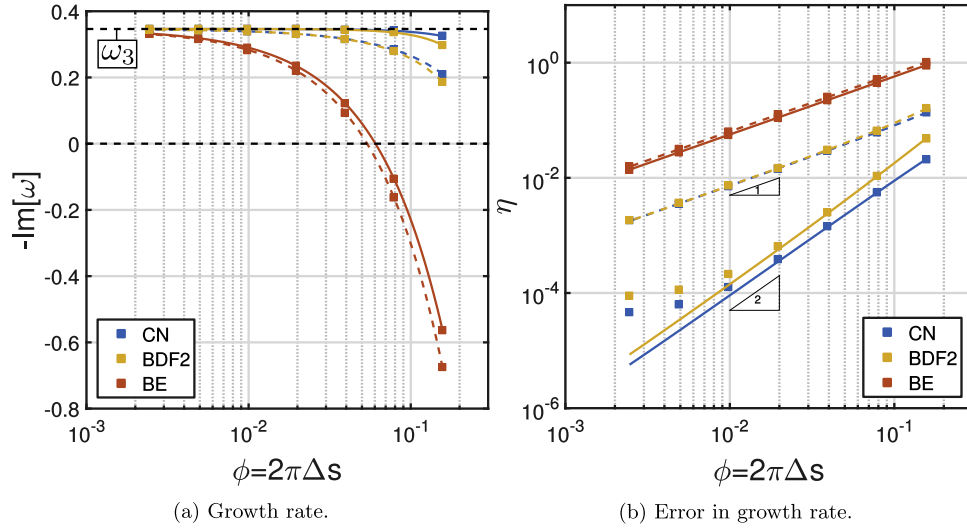 0.4
0.2
0
-0.2
-0.4
-0.6
-0.8
-Im[ω]
ω₃
CN
BDF2
BE
10⁻³
10⁻²
10⁻¹
ϕ=2πΔs
(a) Growth rate.
10⁰
10⁻²
10⁻⁴
10⁻⁶
η
1
2
CN
BDF2
BE
10⁻³
10⁻²
10⁻¹
ϕ=2πΔs
(b) Error in growth rate.